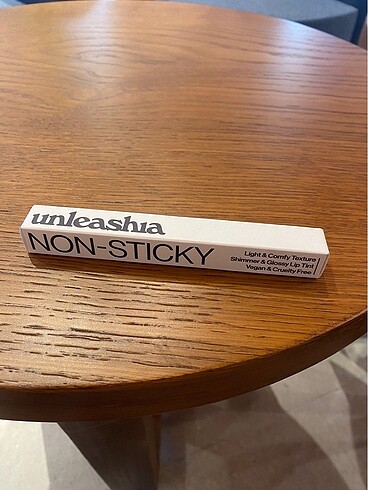 unleashia
NON-STICKY
Light & Comfy Texture
Shimmer & Glossy Lip Tint
Vegan & Cruelty Free